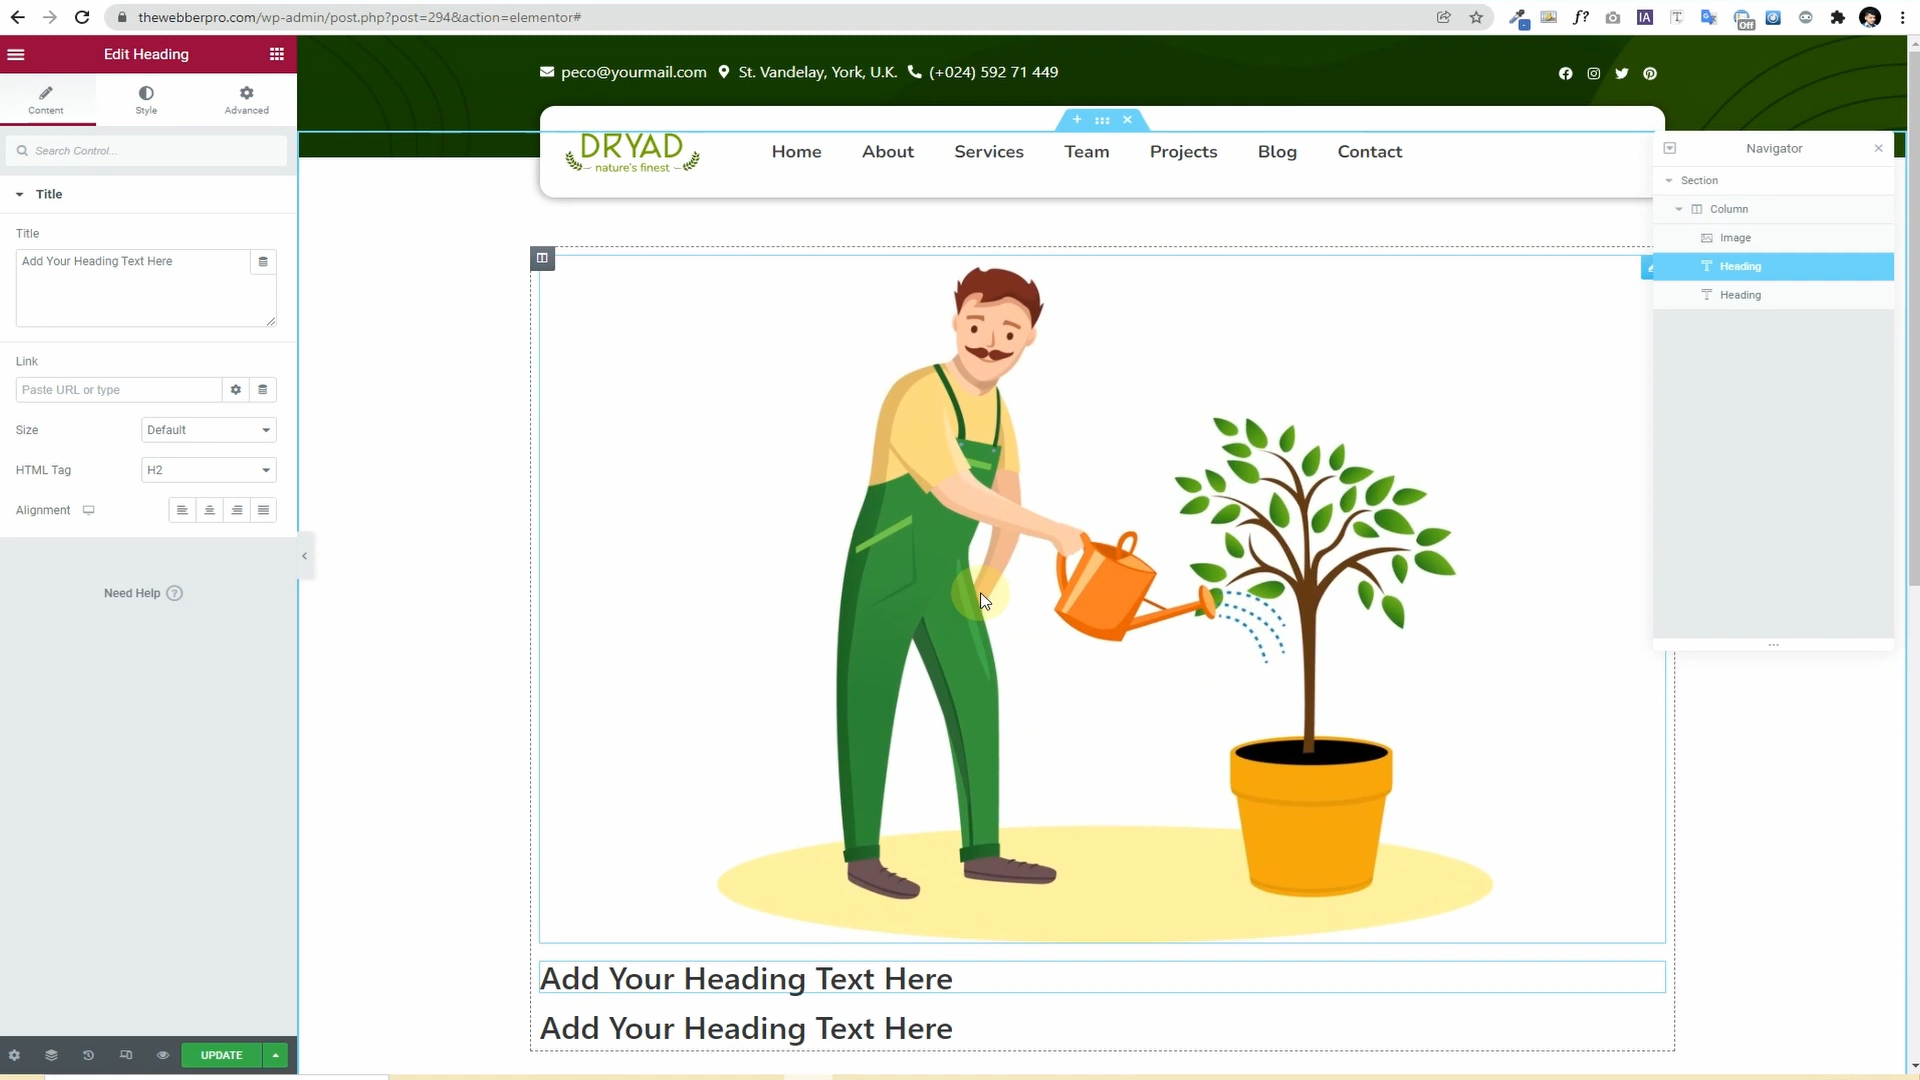 thewebberpro.com/wp-admin/post.php?post=294&action=elementor#
f?
IA
T
Off
Edit Heading
Content
Style
Advanced
Search Control...
Title
Title
Add Your Heading Text Here
Link
Paste URL or type
Size
Default
HTML Tag
H2
Alignment
Need Help
?
UPDATE
peco@yourmail.com
St. Vandelay, York, U.K.
(+024) 592 71 449
DRYAD
nature's finest
Home
About
Services
Team
Projects
Blog
Contact
Add Your Heading Text Here
Add Your Heading Text Here
Navigator
Section
Column
Image
Heading
Heading